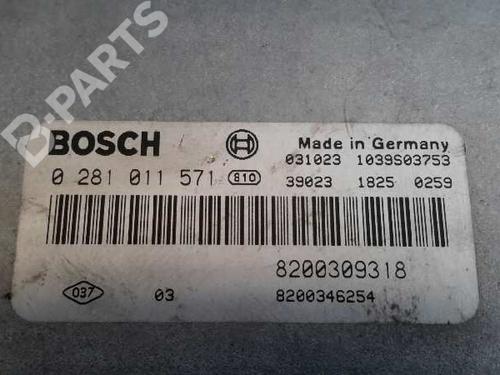 B-PARTS
BOSCH
Made in Germany
031023 1039S03753
0 281 011 571 810
39023 1825 0259
8200309318
037 03 8200346254